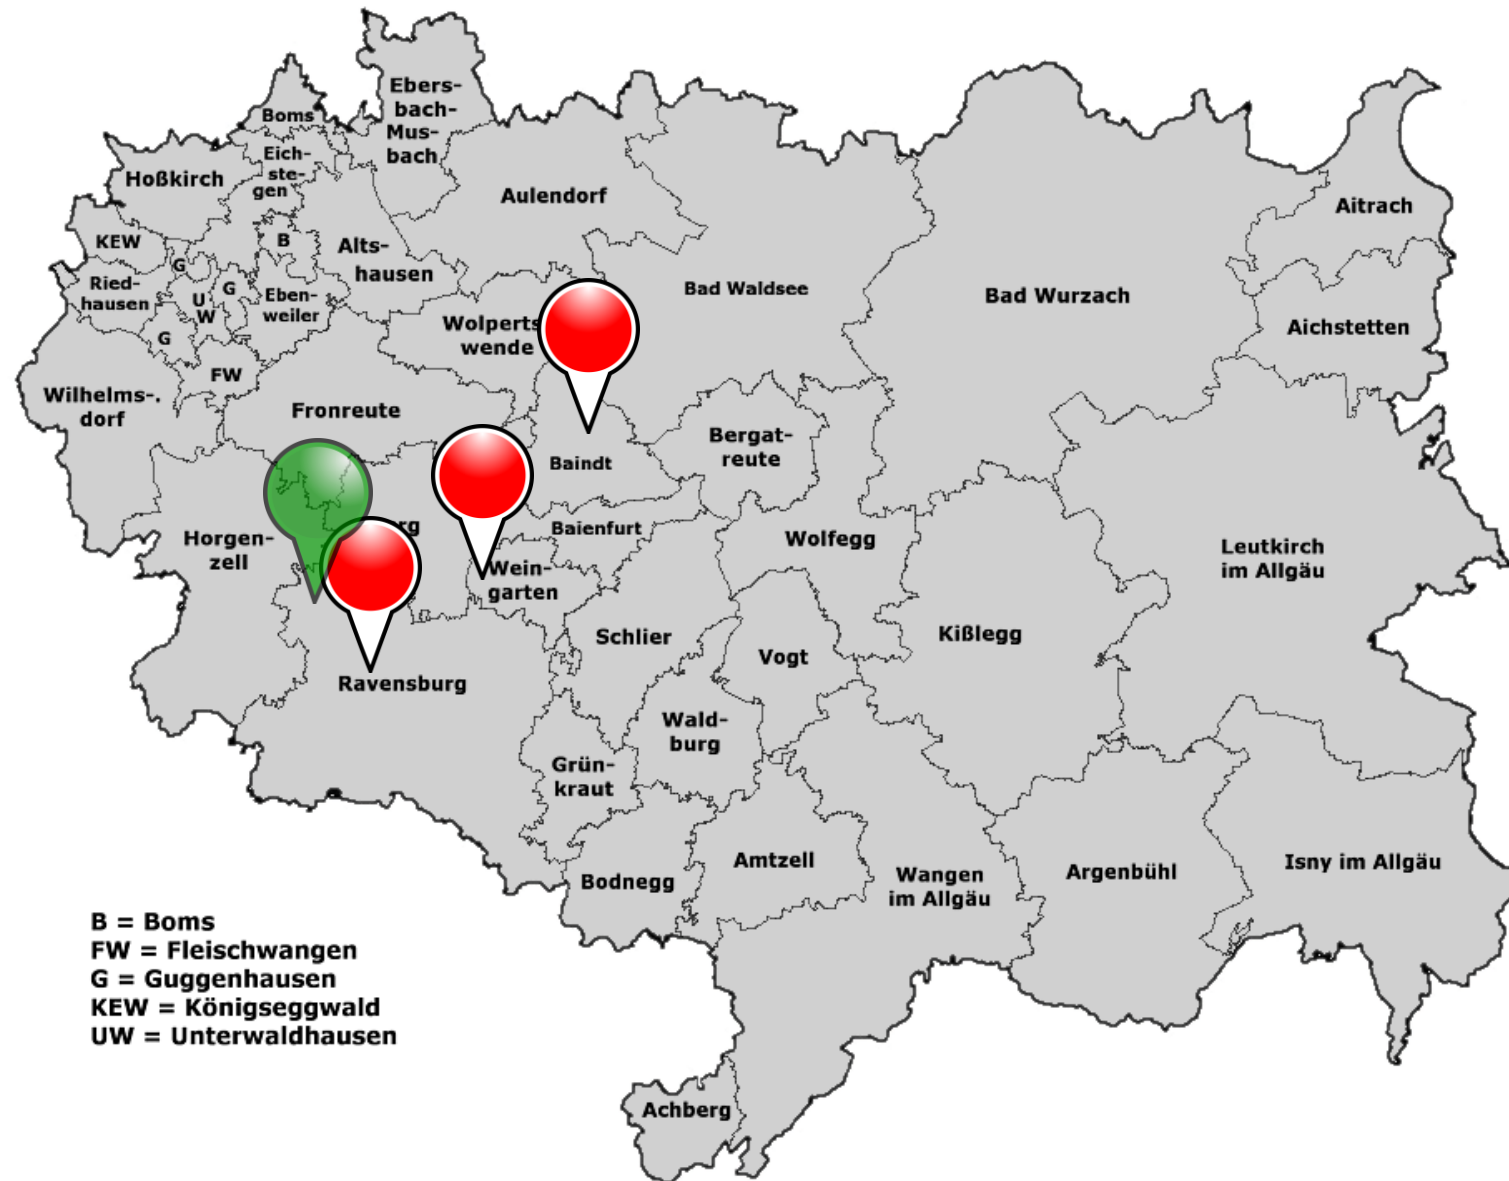 Ebers-
bach-
Mus-
bach
Boms
Eich-
ste-
gen
Hoßkirch
Aulendorf
Aitrach
KEW
B
Alts-
hausen
G
Ried-
hausen
G
U
W
Eben-
weiler
Bad Waldsee
Bad Wurzach
Aichstetten
Wolperts
wende
G
FW
Wilhelms-.
dorf
Fronreute
Bergat-
reute
Baindt
Baienfurt
Horgen-
zell
rg
Wolfegg
Leutkirch
im Allgäu
Wein-
garten
Schlier
Vogt
Kißlegg
Ravensburg
Wald-
burg
Grün-
kraut
Bodnegg
Amtzell
Wangen
im Allgäu
Argenbühl
Isny im Allgäu
B = Boms
FW = Fleischwangen
G = Guggenhausen
KEW = Königseggwald
UW = Unterwaldhausen
Achberg